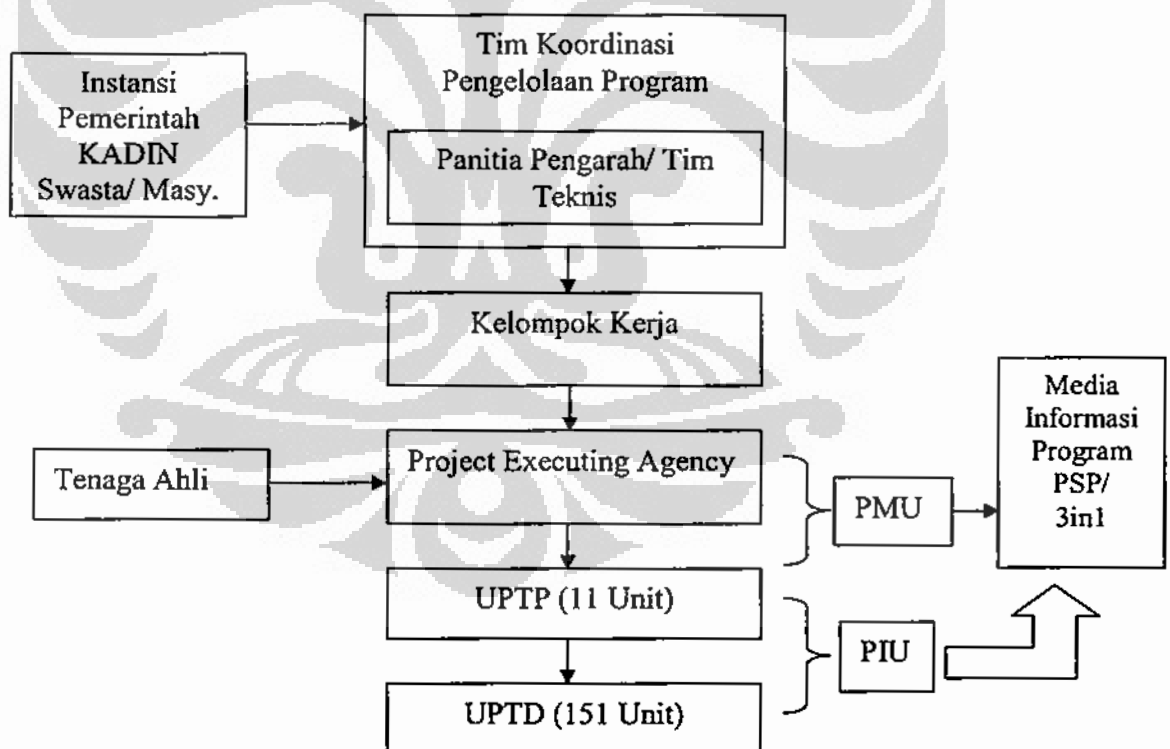 Instansi
Pemerintah
KADIN
Swasta/ Masy.
Tim Koordinasi
Pengelolaan Program
Panitia Pengarah/ Tim
Teknis
Kelompok Kerja
Tenaga Ahli
Project Executing Agency
PMU
Media
Informasi
Program
PSP/
3in1
UPTP (11 Unit)
PIU
UPTD (151 Unit)